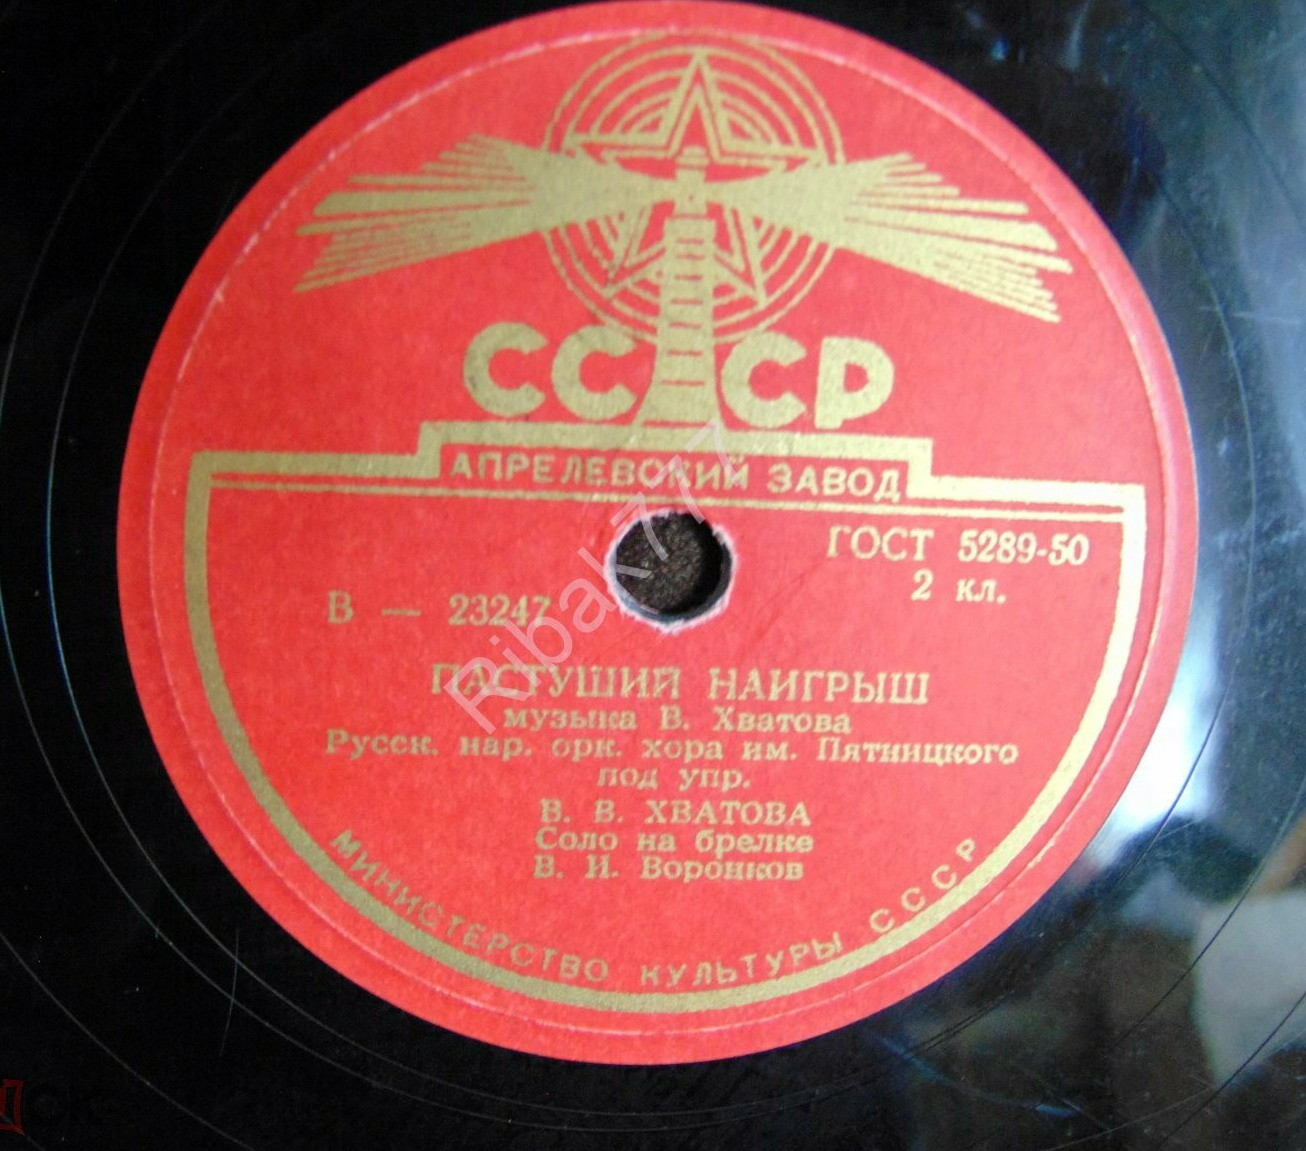 СССР
АПРЕЛЕВСКИЙ ЗАВОД
ГОСТ 5289-50
2 кл.
В — 23247
ПАСТУШИЙ НАИГРЫШ
музыка В. Хватова
Русск. нар. орк. хора им. Пятницкого
под упр.
В. В. ХВАТОВА
Соло на брелке
В. И. Воронков
МИНИСТЕРСТВО КУЛЬТУРЫ СССР
Ribak777